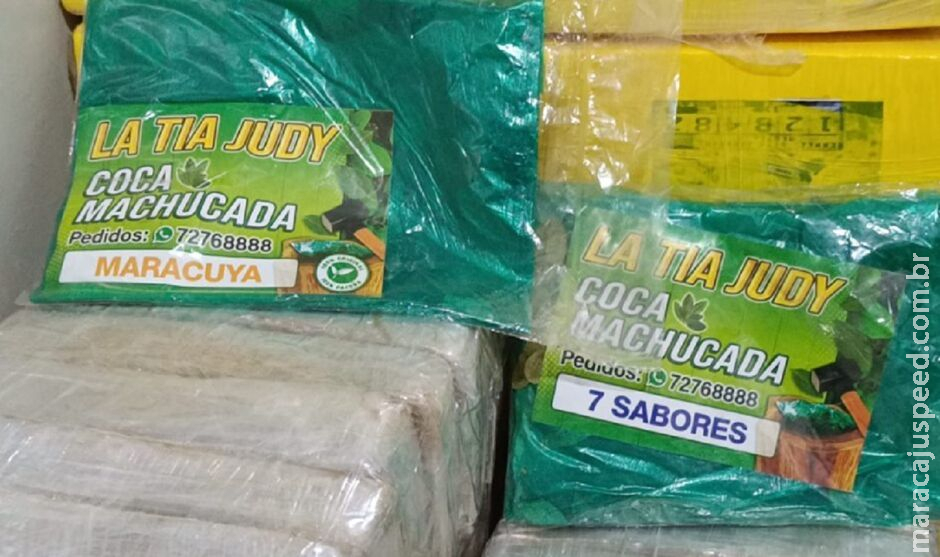 LA TIA JUDY
COCA
MACHUCADA
Pedidos: 72768888
MARACUYA
LA TIA JUDY
COCA
MACHUCADA
Pedidos: 72768888
7 SABORES
maracajuspeed.com.br